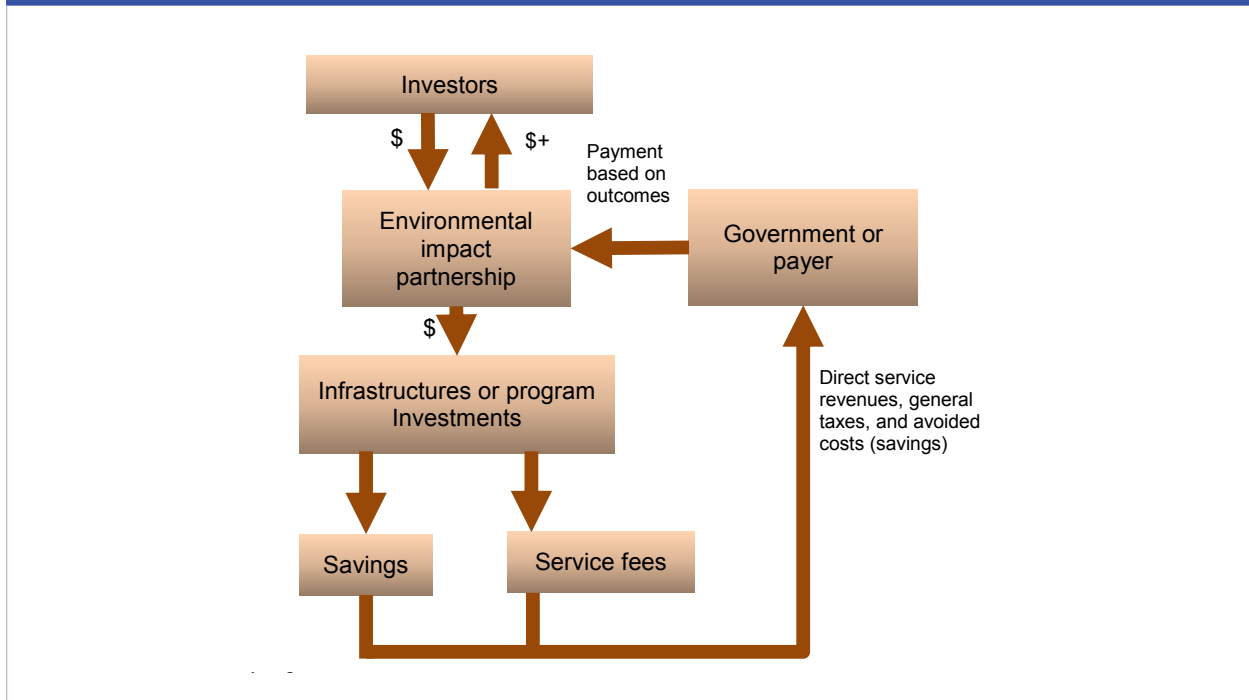 Investors
$
$+
Payment
based on
outcomes
Environmental
impact
partnership
Government or
payer
$
Infrastructures or program
Investments
Direct service
revenues, general
taxes, and avoided
costs (savings)
Savings
Service fees